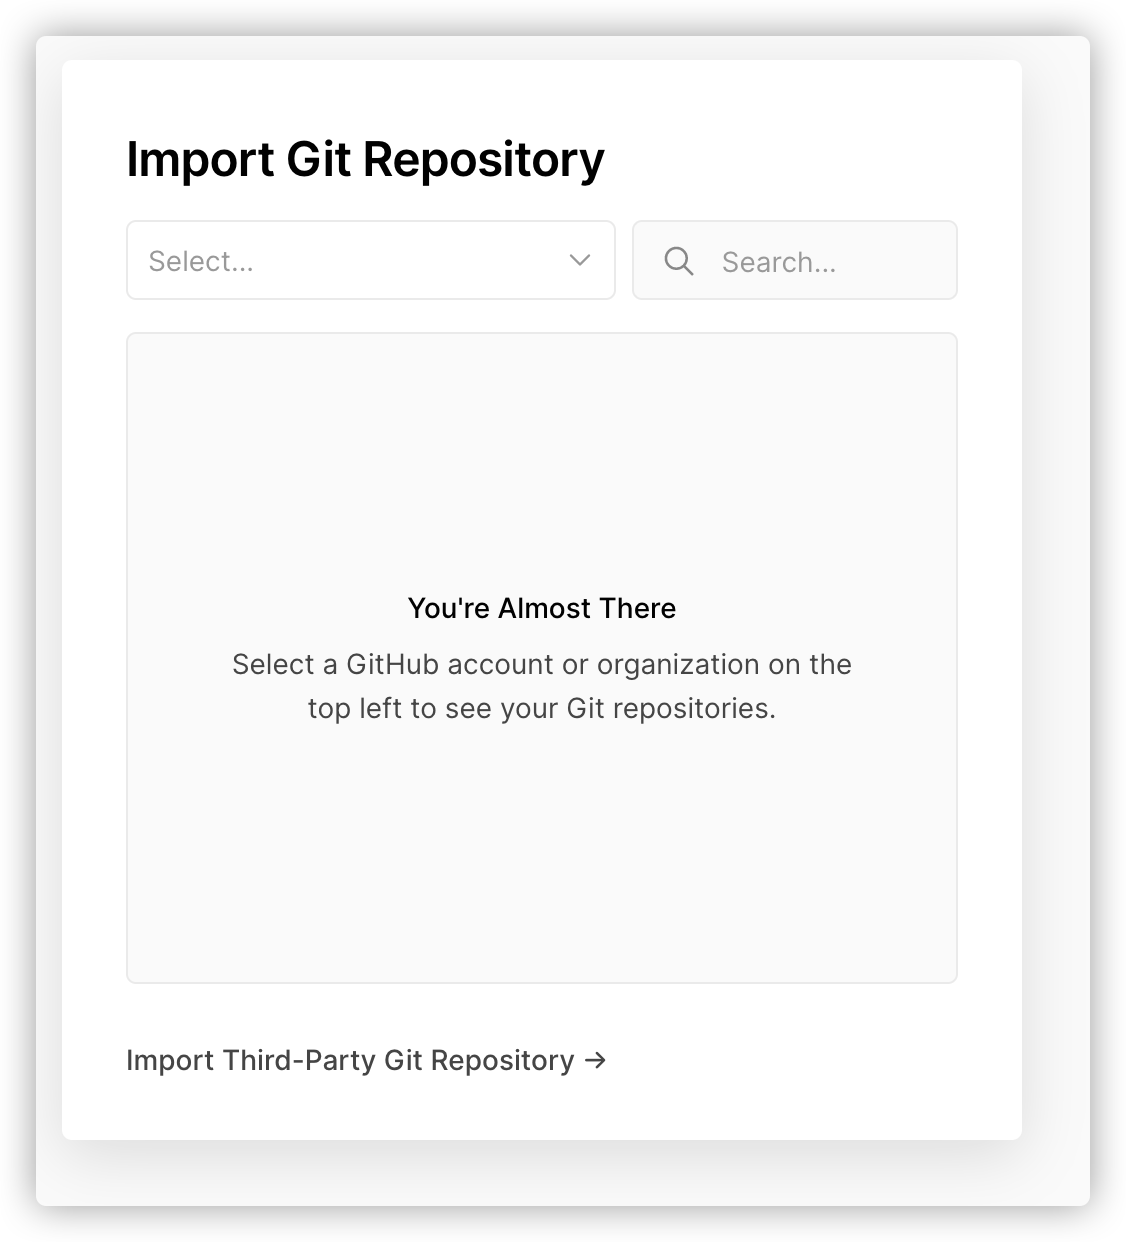 Import Git Repository
Select...
Search...
You're Almost There
Select a GitHub account or organization on the
top left to see your Git repositories.
Import Third-Party Git Repository →